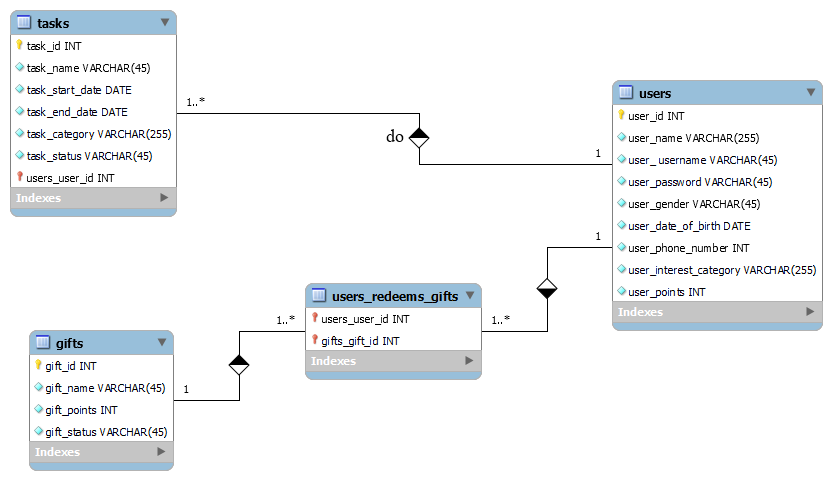 tasks
task_id INT
task_name VARCHAR(45)
task_start_date DATE
task_end_date DATE
task_category VARCHAR(255)
task_status VARCHAR(45)
users_user_id INT
Indexes
1..*
do
1
users
user_id INT
user_name VARCHAR(255)
user_ username VARCHAR(45)
user_password VARCHAR(45)
user_gender VARCHAR(45)
user_date_of_birth DATE
user_phone_number INT
user_interest_category VARCHAR(255)
user_points INT
Indexes
1
users_redeems_gifts
users_user_id INT
gifts_gift_id INT
Indexes
1..*
1..*
gifts
gift_id INT
gift_name VARCHAR(45)
gift_points INT
gift_status VARCHAR(45)
Indexes
1